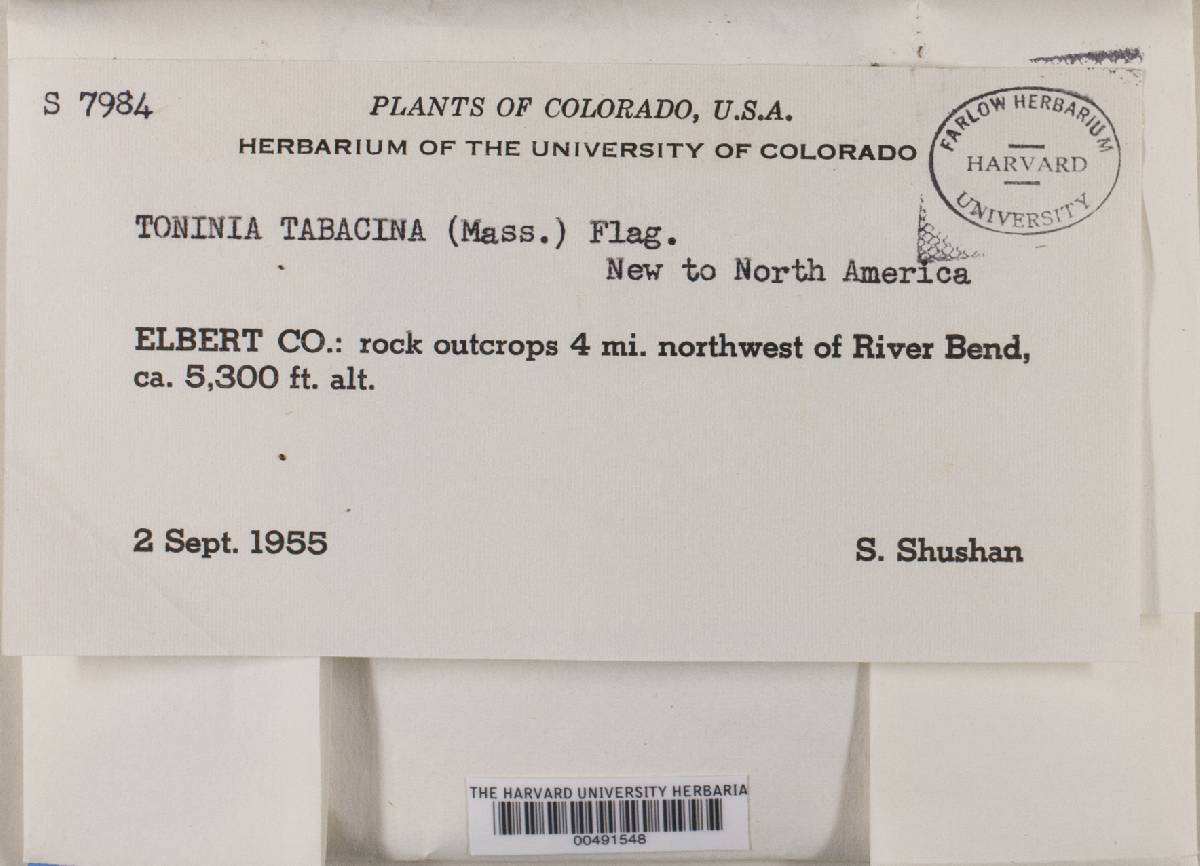 S 7984
PLANTS OF COLORADO, U.S.A.
HERBARIUM OF THE UNIVERSITY OF COLORADO
FARLOW HERBARIUM
HARVARD
UNIVERSITY
TONINIA TABACINA (Mass.) Flag.
New to North America
ELBERT CO.: rock outcrops 4 mi. northwest of River Bend,
ca. 5,300 ft. alt.
2 Sept. 1955
S. Shushan
THE HARVARD UNIVERSITY HERBARIA
00491548